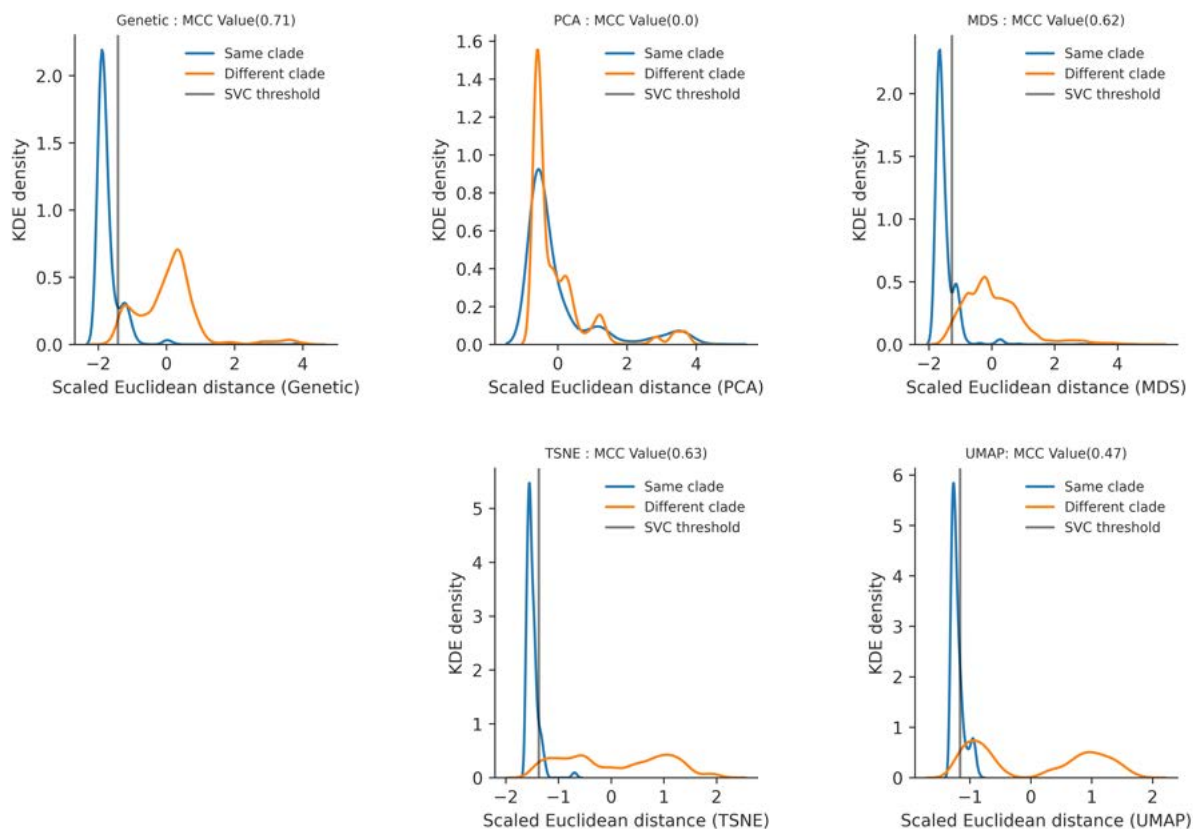 Genetic : MCC Value(0.71)
Same clade
Different clade
SVC threshold
KDE density
2.0
1.5
1.0
0.5
0.0
−2
0
2
4
Scaled Euclidean distance (Genetic)
PCA : MCC Value(0.0)
Same clade
Different clade
SVC threshold
KDE density
1.6
1.4
1.2
1.0
0.8
0.6
0.4
0.2
0.0
0
2
4
Scaled Euclidean distance (PCA)
MDS : MCC Value(0.62)
Same clade
Different clade
SVC threshold
KDE density
2.0
1.5
1.0
0.5
0.0
−2
0
2
4
Scaled Euclidean distance (MDS)
TSNE : MCC Value(0.63)
Same clade
Different clade
SVC threshold
KDE density
5
4
3
2
1
0
−2
−1
0
1
2
Scaled Euclidean distance (TSNE)
UMAP: MCC Value(0.47)
Same clade
Different clade
SVC threshold
KDE density
6
5
4
3
2
1
0
−1
0
1
2
Scaled Euclidean distance (UMAP)